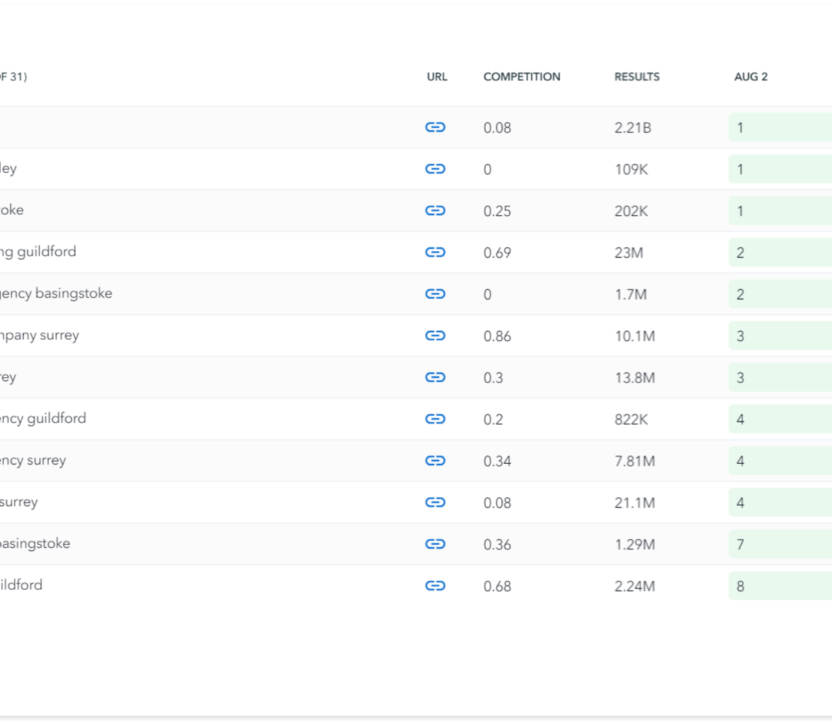 OF 31) URL COMPETITION RESULTS AUG 2
0.08 2.21B 1
ley 0 109K 1
oke 0.25 202K 1
ng guildford 0.69 23M 2
gency basingstoke 0 1.7M 2
mpany surrey 0.86 10.1M 3
rey 0.3 13.8M 3
ency guildford 0.2 822K 4
ency surrey 0.34 7.81M 4
surrey 0.08 21.1M 4
basingstoke 0.36 1.29M 7
ildford 0.68 2.24M 8